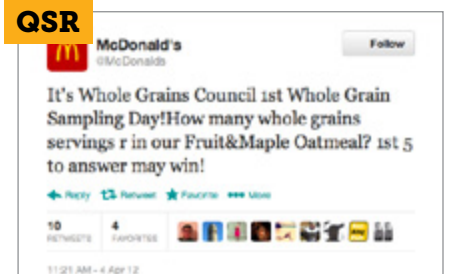 QSR
McDonald's
@McDonalds
Follow
It's Whole Grains Council 1st Whole Grain
Sampling Day!How many whole grains
servings r in our Fruit&Maple Oatmeal? 1st 5
to answer may win!
Reply Retweet Favorite More
10 4
RETWEETS FAVORITES
11:21 AM - 4 Apr 12